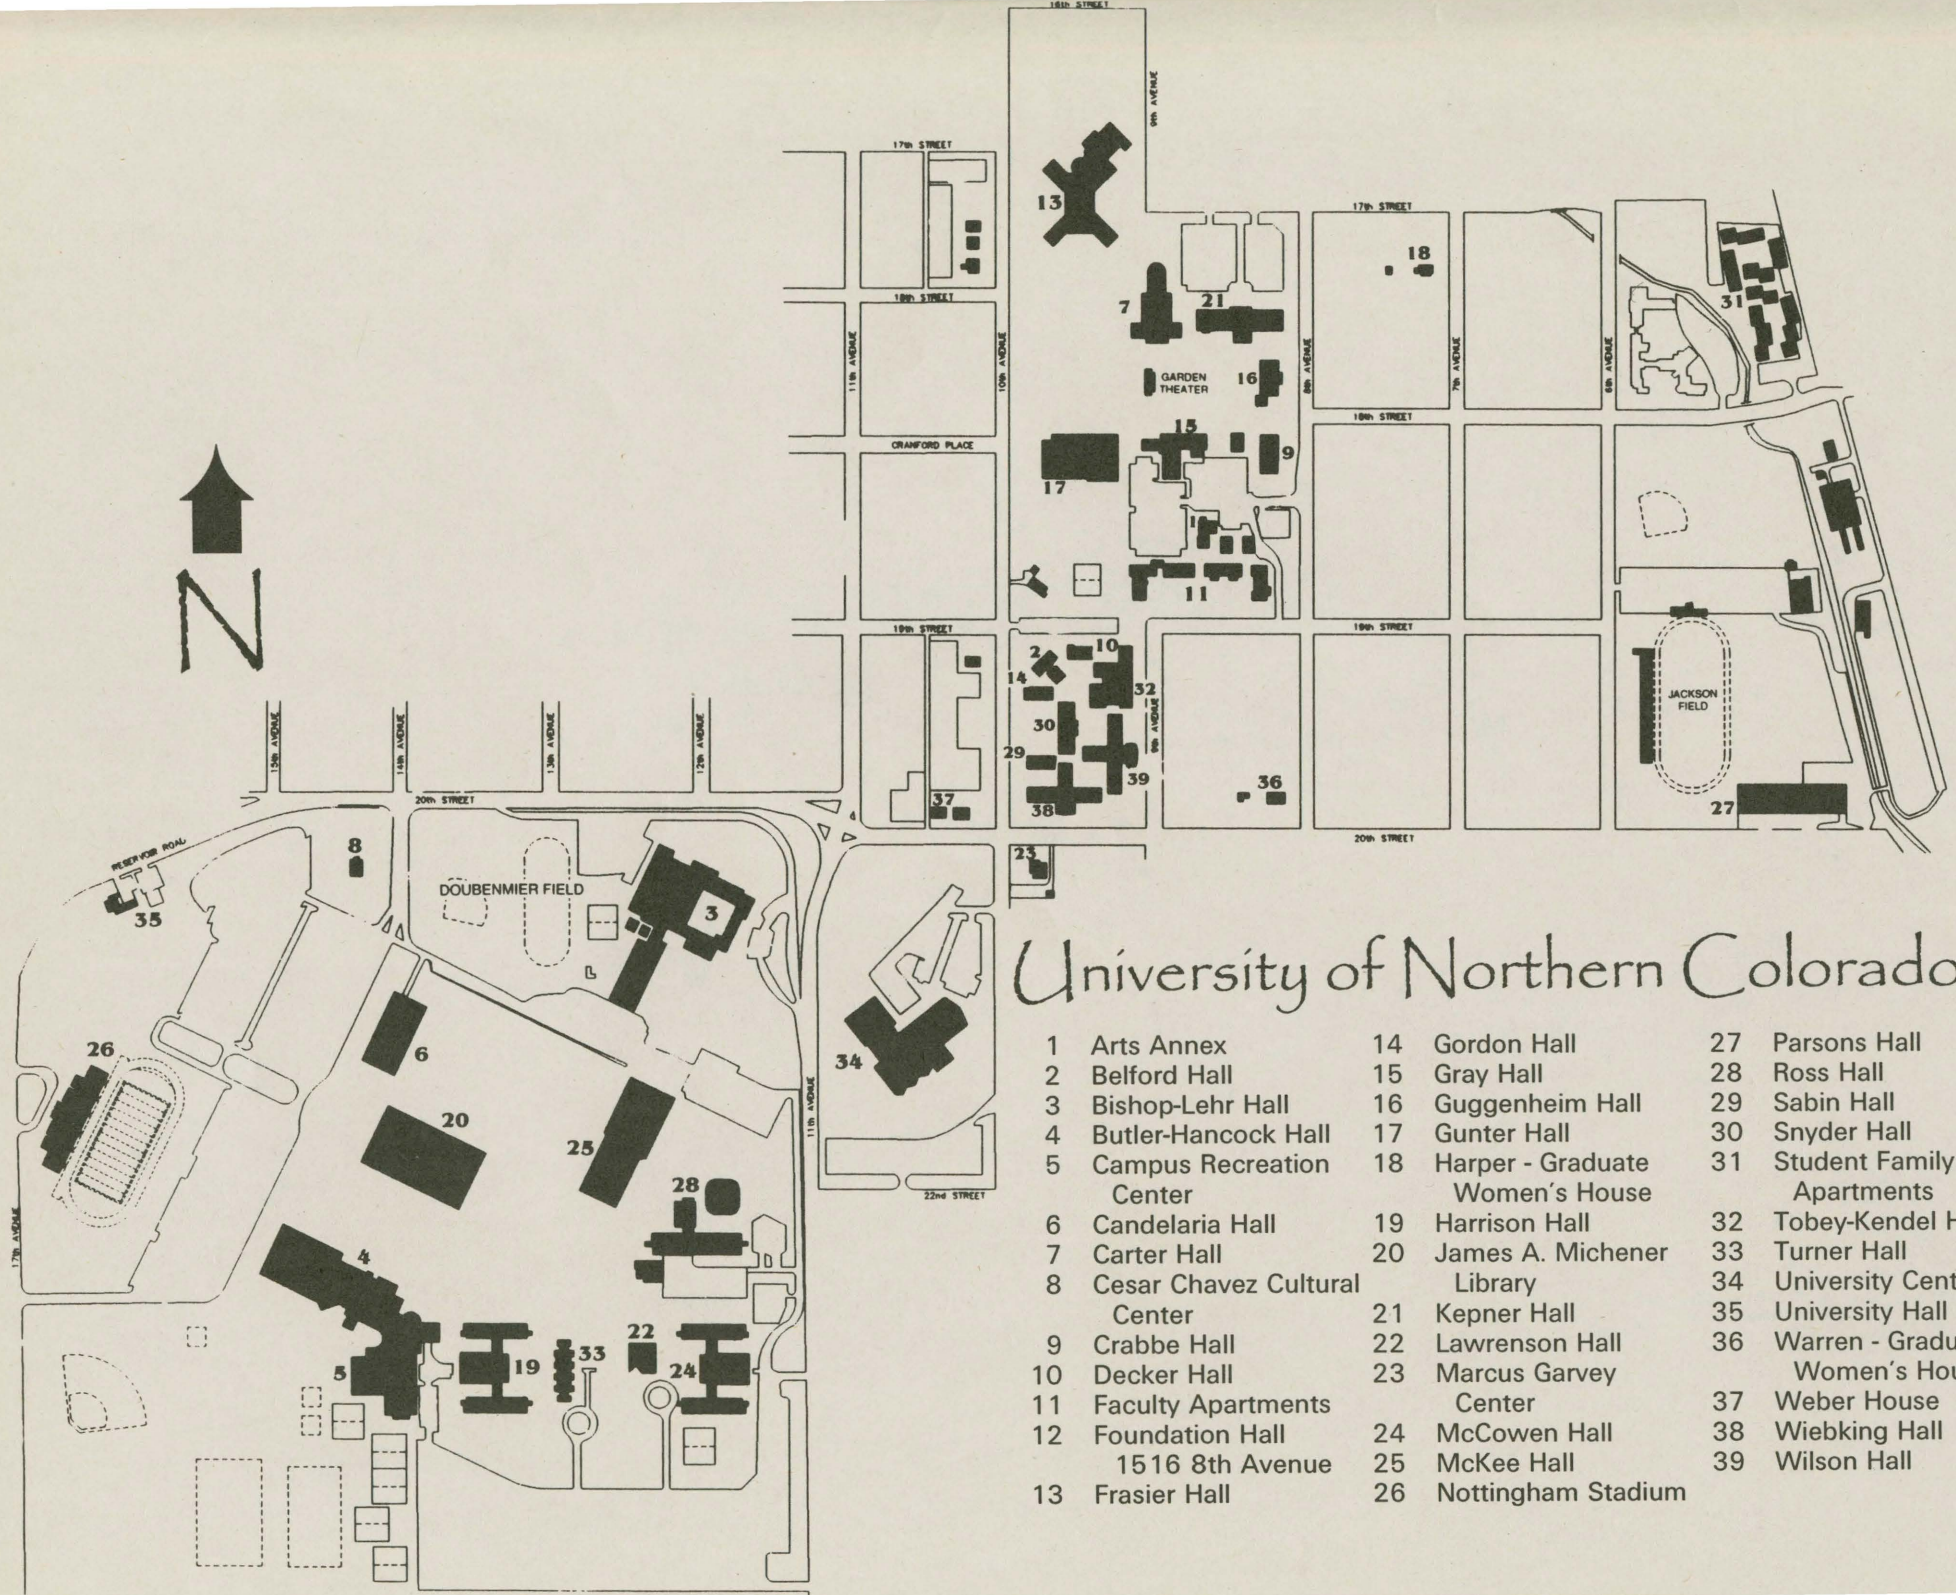 16th STREET
9th AVENUE
17th STREET
13
17th STREET
18
7
21
31
18th STREET
11th AVENUE
10th AVENUE
8th AVENUE
7th AVENUE
6th AVENUE
GARDEN
THEATER
16
18th STREET
15
CRANFORD PLACE
9
17
1
N
11
19th STREET
19th STREET
2
10
14
32
30
JACKSON
FIELD
9th AVENUE
29
39
36
15th AVENUE
14th AVENUE
13th AVENUE
12th AVENUE
20th STREET
37
38
27
20th STREET
RESERVOIR ROAD
8
23
DOUBENMIER FIELD
3
35
26
6
34
20
25
11th AVENUE
28
22nd STREET
17th AVENUE
4
5
19
33
22
24
University of Northern Colorado
1 Arts Annex
2 Belford Hall
3 Bishop-Lehr Hall
4 Butler-Hancock Hall
5 Campus Recreation
Center
6 Candelaria Hall
7 Carter Hall
8 Cesar Chavez Cultural
Center
9 Crabbe Hall
10 Decker Hall
11 Faculty Apartments
12 Foundation Hall
1516 8th Avenue
13 Frasier Hall
14 Gordon Hall
15 Gray Hall
16 Guggenheim Hall
17 Gunter Hall
18 Harper - Graduate
Women's House
19 Harrison Hall
20 James A. Michener
Library
21 Kepner Hall
22 Lawrenson Hall
23 Marcus Garvey
Center
24 McCowen Hall
25 McKee Hall
26 Nottingham Stadium
27 Parsons Hall
28 Ross Hall
29 Sabin Hall
30 Snyder Hall
31 Student Family
Apartments
32 Tobey-Kendel H
33 Turner Hall
34 University Cent
35 University Hall
36 Warren - Gradu
Women's Hou
37 Weber House
38 Wiebking Hall
39 Wilson Hall